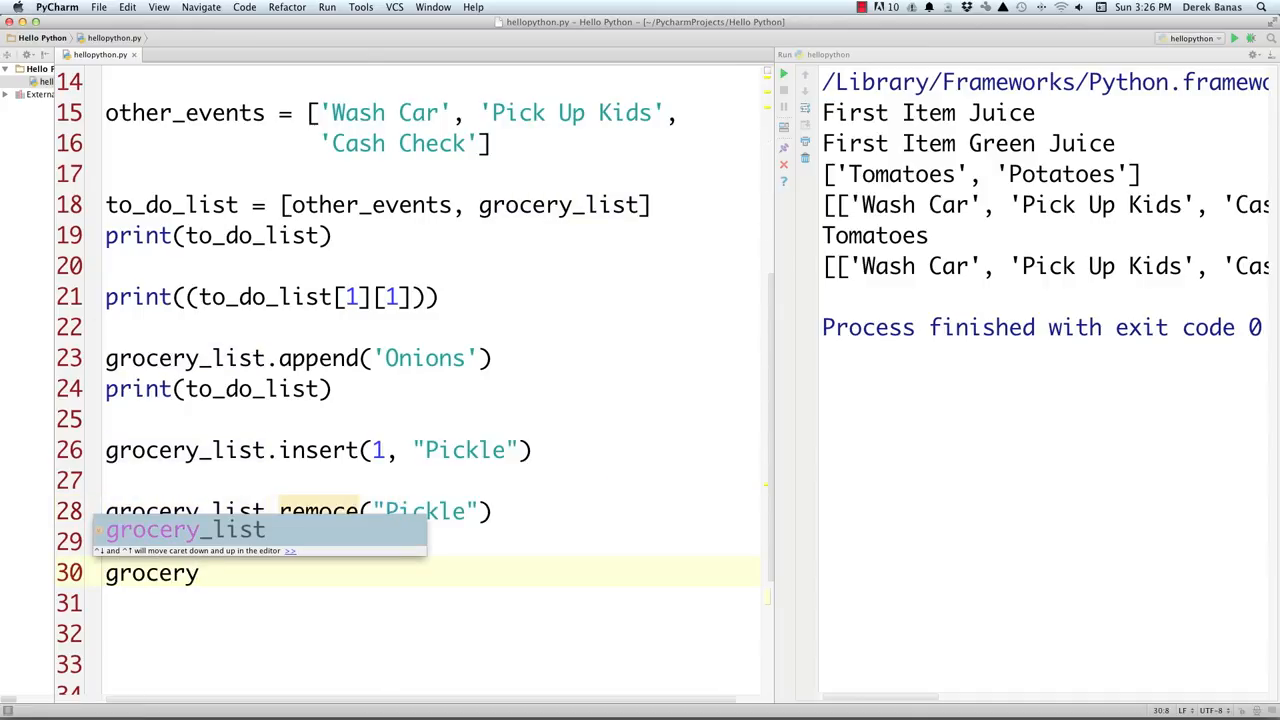 PyCharm File Edit View Navigate Code Refactor Run Tools VCS Window Help 10 Sun 3:26 PM Derek Banas
hellopython.py – Hello Python – [~/PycharmProjects/Hello Python]
Hello Python hellopython.py hellopython
hellopython.py Run hellopython
Hello P
hell
Externa
14
15 other_events = ['Wash Car', 'Pick Up Kids',
16 'Cash Check']
17
18 to_do_list = [other_events, grocery_list]
19 print(to_do_list)
20
21 print((to_do_list[1][1]))
22
23 grocery_list.append('Onions')
24 print(to_do_list)
25
26 grocery_list.insert(1, "Pickle")
27
28 grocery_list.remoce("Pickle")
29 grocery_list
^↓ and ^↑ will move caret down and up in the editor >>
30 grocery
31
32
33
34
/Library/Frameworks/Python.framewo
First Item Juice
First Item Green Juice
['Tomatoes', 'Potatoes']
[['Wash Car', 'Pick Up Kids', 'Cas
Tomatoes
[['Wash Car', 'Pick Up Kids', 'Cas
Process finished with exit code 0
30:8 LF UTF-8